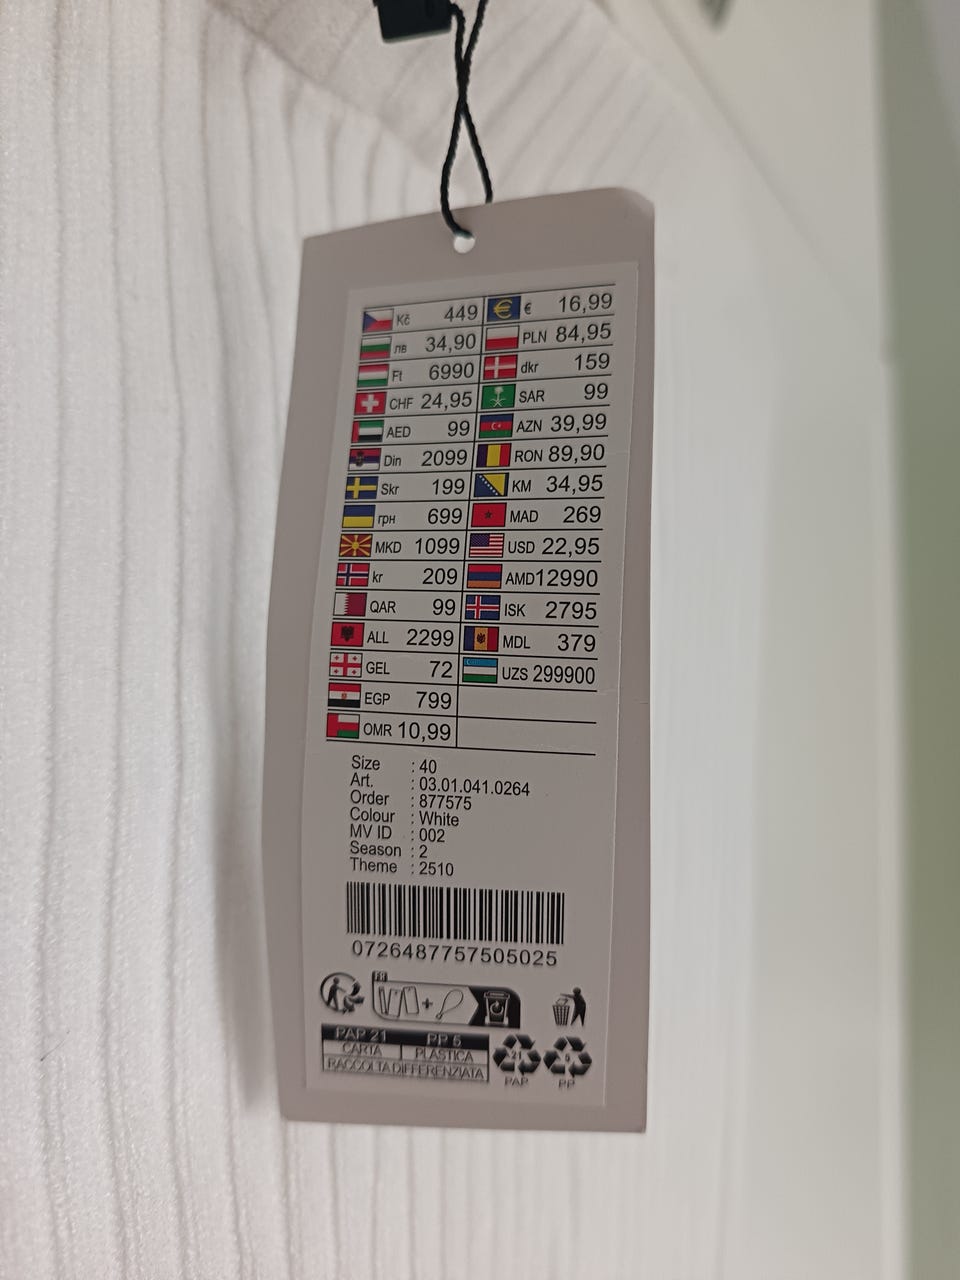 Kč 449 € 16,99
лв 34,90 PLN 84,95
Ft 6990 dkr 159
CHF 24,95 SAR 99
AED 99 AZN 39,99
Din 2099 RON 89,90
Skr 199 KM 34,95
грн 699 MAD 269
MKD 1099 USD 22,95
kr 209 AMD 12990
QAR 99 ISK 2795
ALL 2299 MDL 379
GEL 72 UZS 299900
EGP 799
OMR 10,99
Size : 40
Art. : 03.01.041.0264
Order : 877575
Colour : White
MV ID : 002
Season : 2
Theme : 2510
0726487757505025
FR
+
PAP 21 PP 5
CARTA PLASTICA
RACCOLTA DIFFERENZIATA
21 5
PAP PP